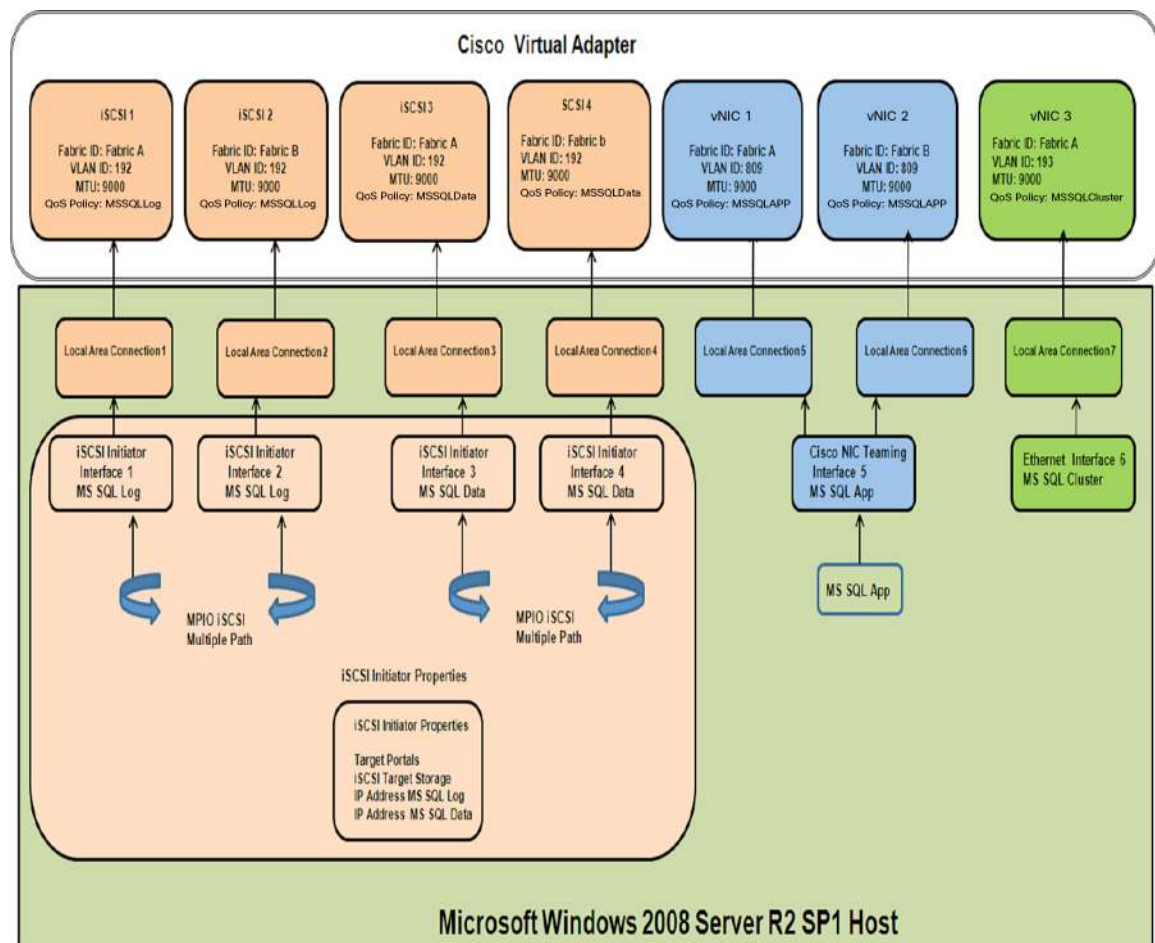 Cisco Virtual Adapter
iSCSI 1
Fabric ID: Fabric A
VLAN ID: 192
MTU: 9000
QoS Policy: MSSQLLog
iSCSI 2
Fabric ID: Fabric B
VLAN ID: 192
MTU: 9000
QoS Policy: MSSQLLog
iSCSI 3
Fabric ID: Fabric A
VLAN ID: 192
MTU: 9000
QoS Policy: MSSQLData
SCSI 4
Fabric ID: Fabric b
VLAN ID: 192
MTU: 9000
QoS Policy: MSSQLData
vNIC 1
Fabric ID: Fabric A
VLAN ID: 809
MTU: 9000
QoS Policy: MSSQLAPP
vNIC 2
Fabric ID: Fabric B
VLAN ID: 809
MTU: 9000
QoS Policy: MSSQLAPP
vNIC 3
Fabric ID: Fabric A
VLAN ID: 193
MTU: 9000
QoS Policy: MSSQLCluster
Local Area Connection1
Local Area Connection2
Local Area Connection3
Local Area Connection4
Local Area Connection5
Local Area Connection6
Local Area Connection7
iSCSI Initiator
Interface 1
MS SQL Log
iSCSI Initiator
Interface 2
MS SQL Log
iSCSI Initiator
Interface 3
MS SQL Data
iSCSI Initiator
Interface 4
MS SQL Data
Cisco NIC Teaming
Interface 5
MS SQL App
Ethernet Interface 6
MS SQL Cluster
MPIO iSCSI
Multiple Path
MPIO iSCSI
Multiple Path
MS SQL App
iSCSI Initiator Properties
iSCSI Initiator Properties
Target Portals
iSCSI Target Storage
IP Address MS SQL Log
IP Address MS SQL Data
Microsoft Windows 2008 Server R2 SP1 Host